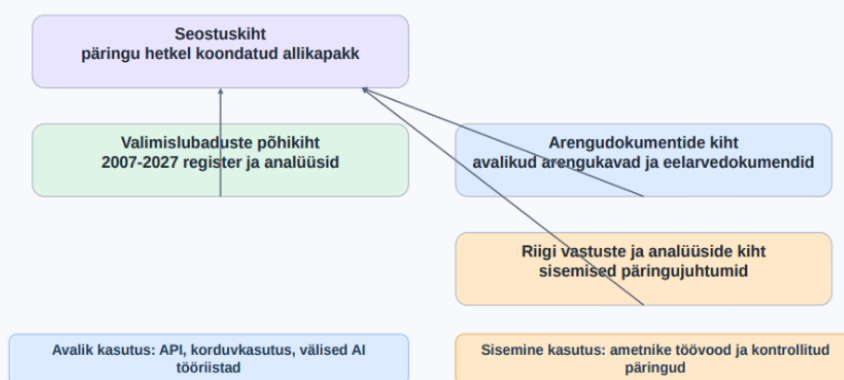 Seostuskiht
päringu hetkel koondatud allikapakk
Valimislubaduste põhikiht
2007-2027 register ja analüüsid
Arengudokumentide kiht
avalikud arengukavad ja eelarvedokumendid
Riigi vastuste ja analüüside kiht
sisemised päringujuhtumid
Avalik kasutus: API, korduvkasutus, välised AI
tööriistad
Sisemine kasutus: ametnike töövood ja kontrollitud
päringud